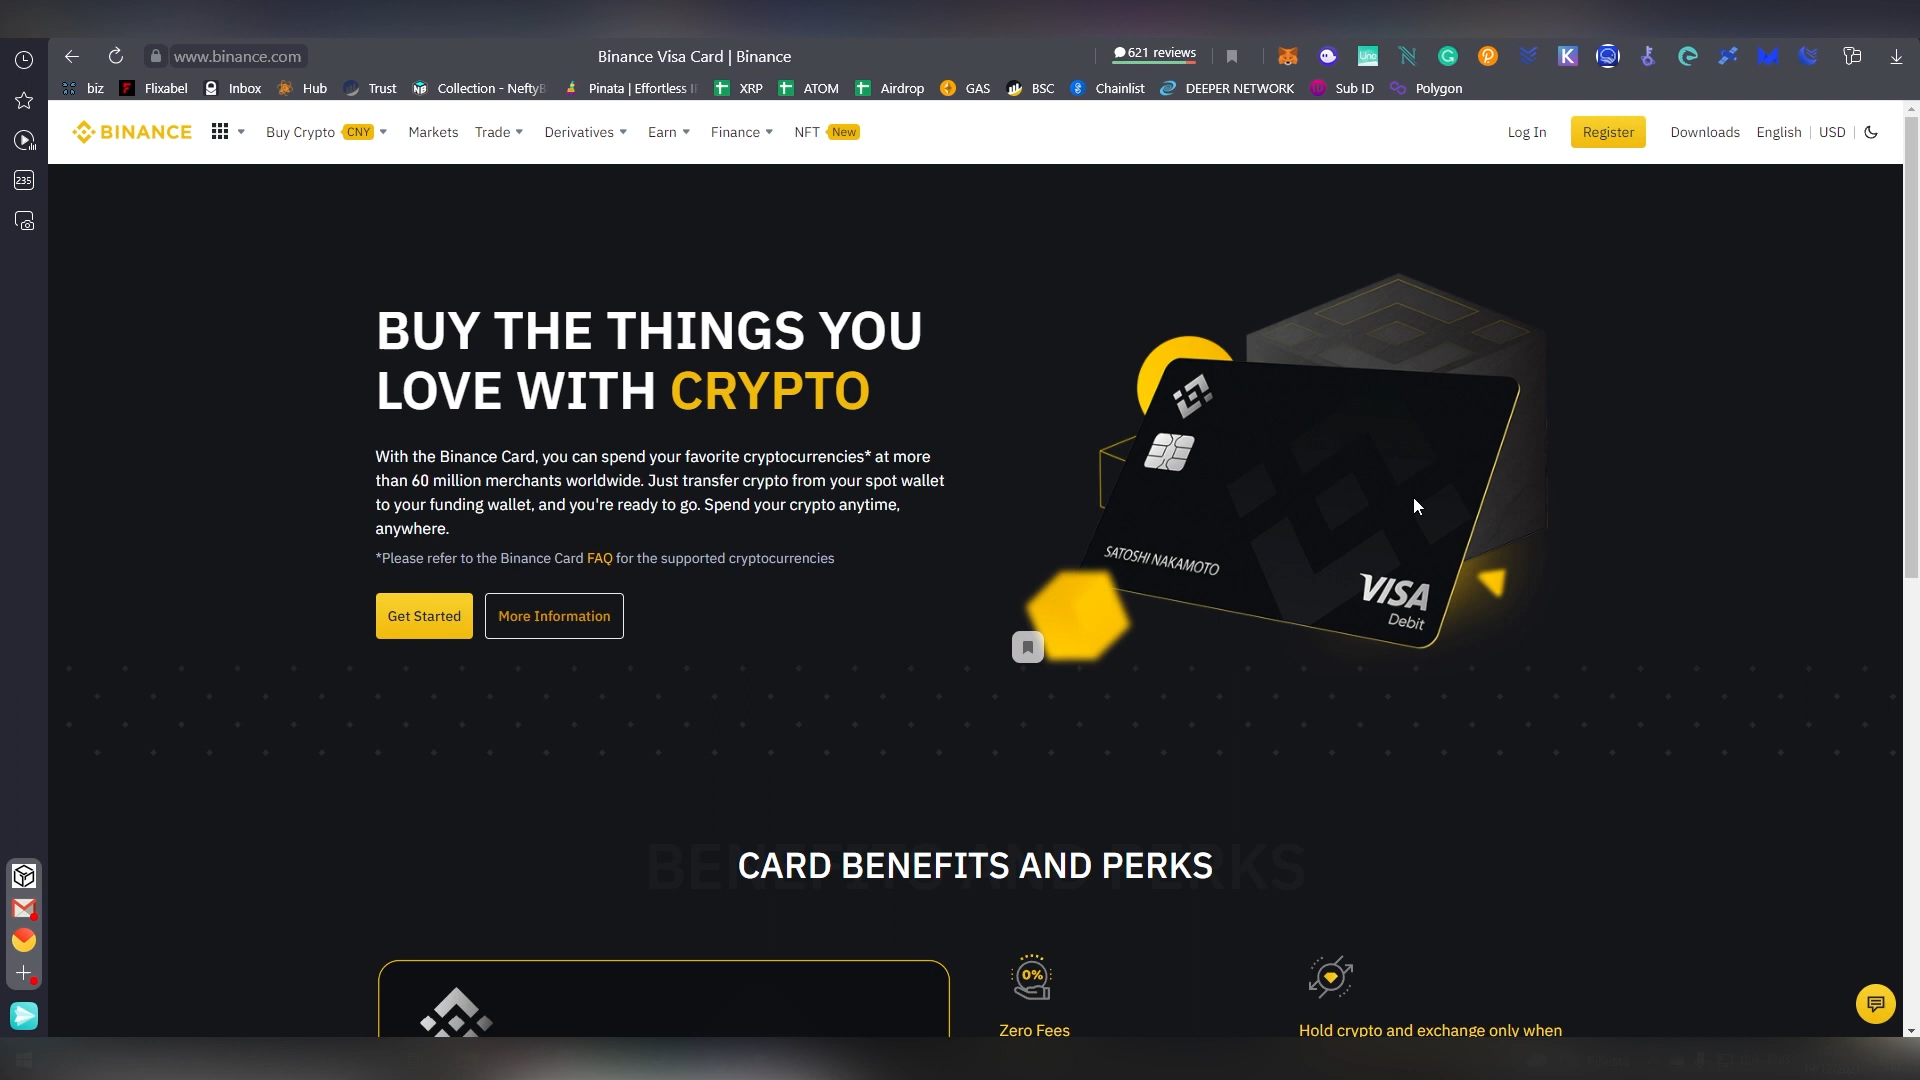 www.binance.com
Binance Visa Card | Binance
621 reviews
biz
Flixabel
Inbox
Hub
Trust
Collection - NeftyB
Pinata | Effortless I
XRP
ATOM
Airdrop
GAS
BSC
Chainlist
DEEPER NETWORK
Sub ID
Polygon
BINANCE
Buy Crypto CNY
Markets
Trade
Derivatives
Earn
Finance
NFT New
Log In
Register
Downloads
English
USD
235
BUY THE THINGS YOU
LOVE WITH CRYPTO
With the Binance Card, you can spend your favorite cryptocurrencies* at more
than 60 million merchants worldwide. Just transfer crypto from your spot wallet
to your funding wallet, and you're ready to go. Spend your crypto anytime,
anywhere.
*Please refer to the Binance Card FAQ for the supported cryptocurrencies
Get Started
More Information
SATOSHI NAKAMOTO
VISA
Debit
CARD BENEFITS AND PERKS
0%
Zero Fees
Hold crypto and exchange only when